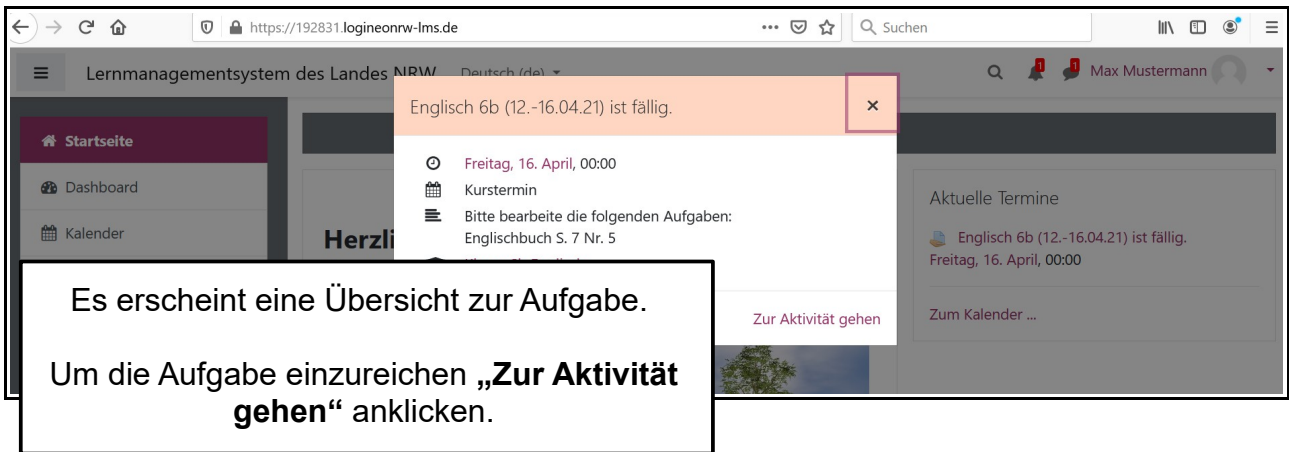 https://192831.logineonrw-lms.de
Suchen
Lernmanagementsystem des Landes NRW Deutsch (de)
1 1 Max Mustermann
Englisch 6b (12.-16.04.21) ist fällig.
Startseite
Dashboard
Kalender
Freitag, 16. April, 00:00
Kurstermin
Bitte bearbeite die folgenden Aufgaben:
Englischbuch S. 7 Nr. 5
Herzli
Zur Aktivität gehen
Aktuelle Termine
Englisch 6b (12.-16.04.21) ist fällig.
Freitag, 16. April, 00:00
Zum Kalender ...
Es erscheint eine Übersicht zur Aufgabe.
Um die Aufgabe einzureichen „Zur Aktivität
gehen“ anklicken.